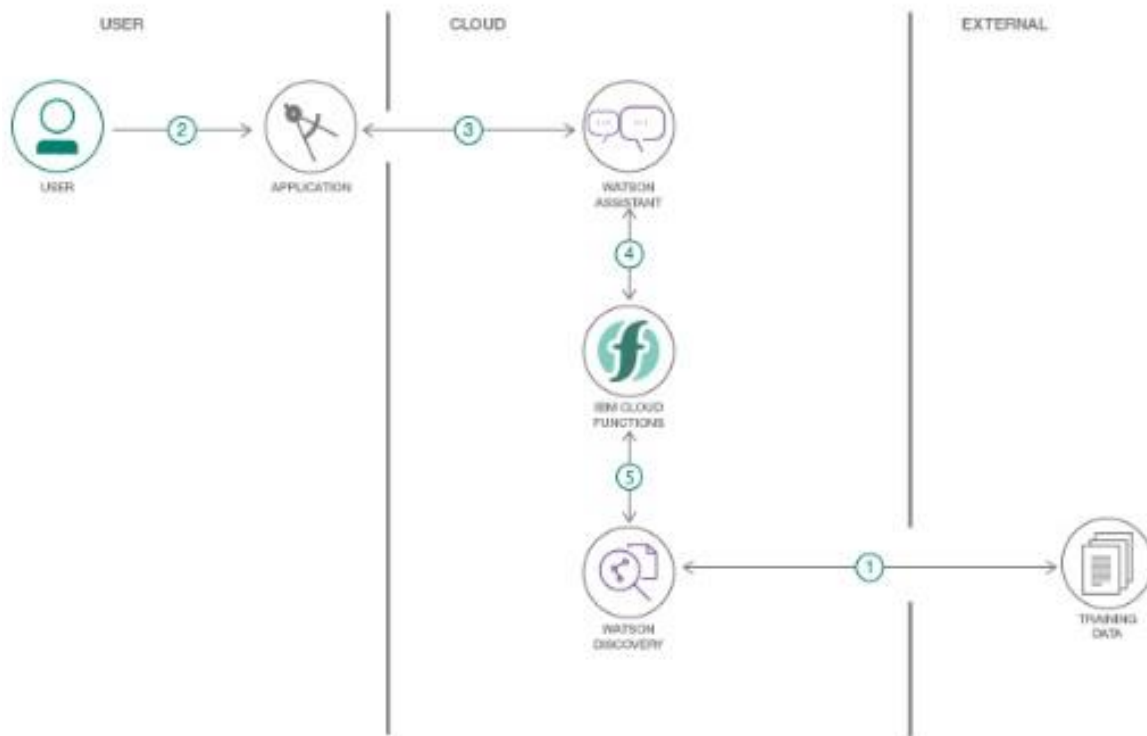 USER
CLOUD
EXTERNAL
2
3
USER
APPLICATION
WATSON
ASSISTANT
4
IBM CLOUD
FUNCTIONS
5
1
WATSON
DISCOVERY
TRAINING
DATA